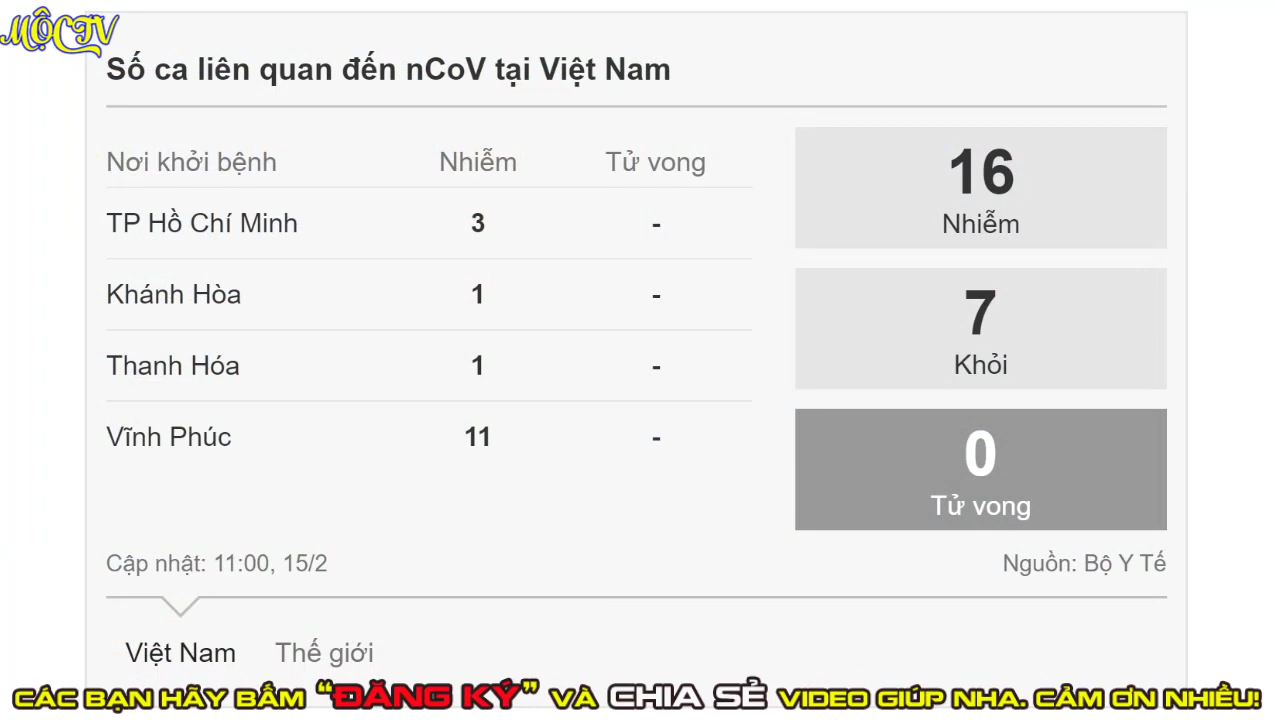 MỘC TV
Số ca liên quan đến nCoV tại Việt Nam
Nơi khởi bệnh Nhiễm Tử vong
TP Hồ Chí Minh 3 -
Khánh Hòa 1 -
Thanh Hóa 1 -
Vĩnh Phúc 11 -
16
Nhiễm
7
Khỏi
0
Tử vong
Cập nhật: 11:00, 15/2 Nguồn: Bộ Y Tế
Việt Nam Thế giới
CÁC BẠN HÃY BẤM “ĐĂNG KÝ” VÀ CHIA SẺ VIDEO GIÚP NHA. CẢM ƠN NHIỀU!